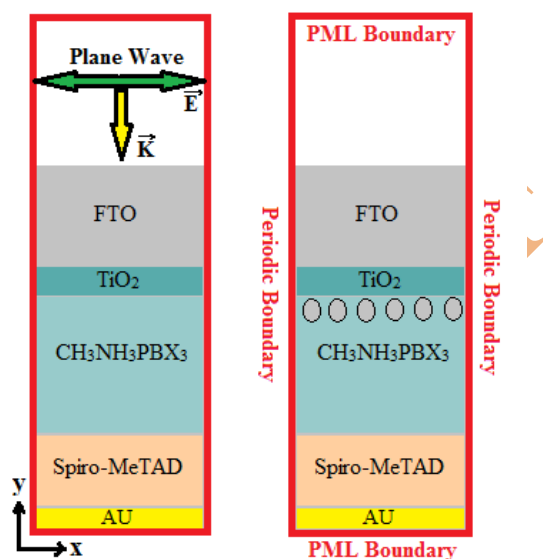 Plane Wave
E
K
FTO
TiO₂
CH₃NH₃PBX₃
Spiro-MeTAD
AU
y
x
PML Boundary
Periodic Boundary
FTO
TiO₂
CH₃NH₃PBX₃
Spiro-MeTAD
AU
Periodic Boundary
PML Boundary